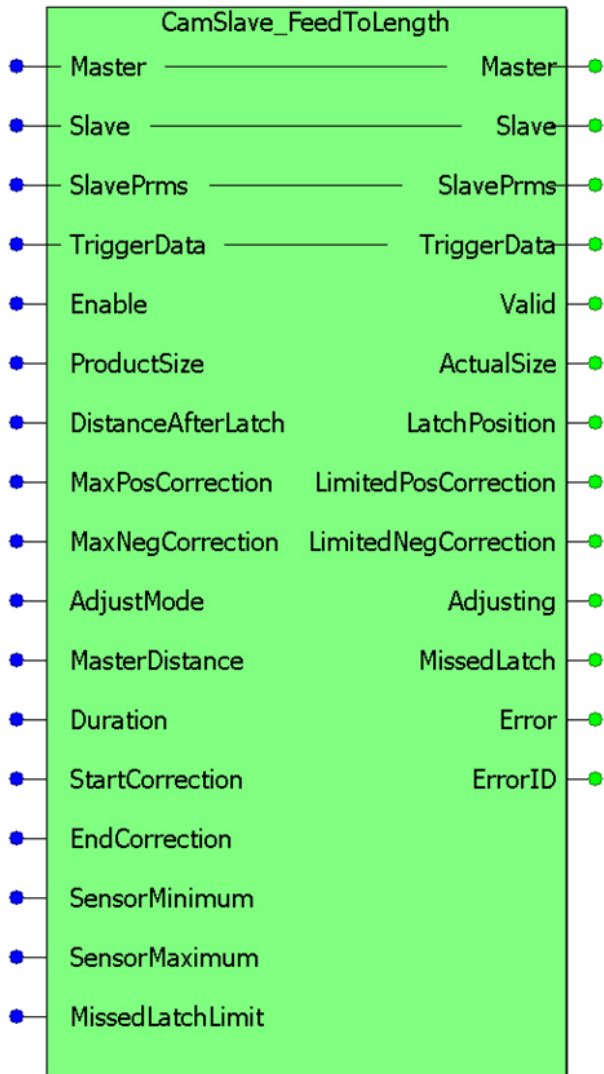 CamSlave_FeedToLength
Master Master
Slave Slave
SlavePrms SlavePrms
TriggerData TriggerData
Enable Valid
ProductSize ActualSize
DistanceAfterLatch LatchPosition
MaxPosCorrection LimitedPosCorrection
MaxNegCorrection LimitedNegCorrection
AdjustMode Adjusting
MasterDistance MissedLatch
Duration Error
StartCorrection ErrorID
EndCorrection
SensorMinimum
SensorMaximum
MissedLatchLimit